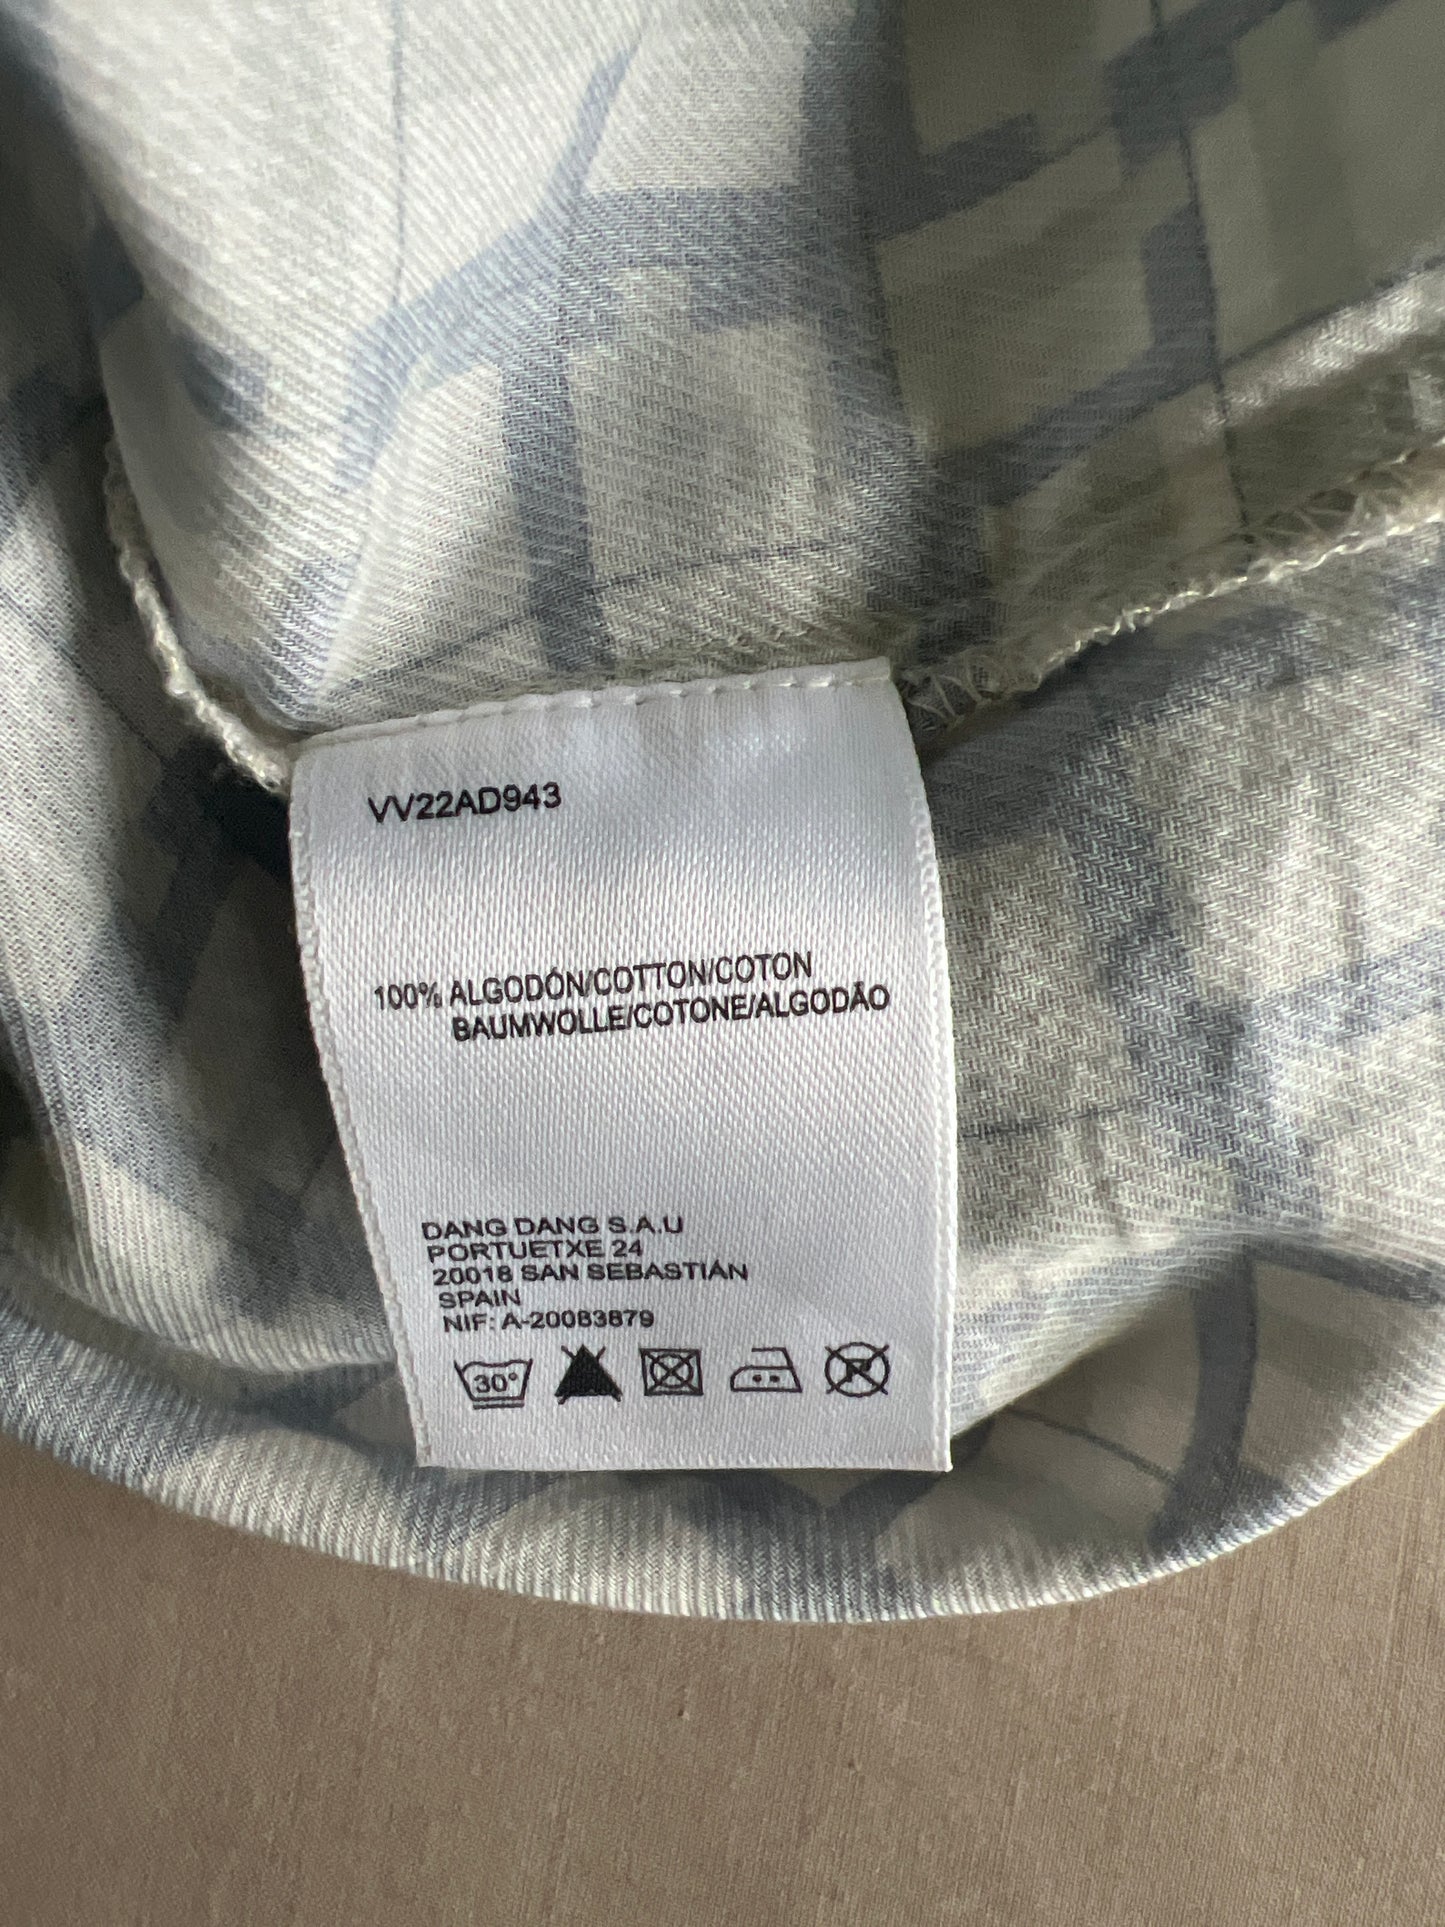 VV22AD943
100% ALGODÓN/COTTON/COTON
BAUMWOLLE/COTONE/ALGODÃO
DANG DANG S.A.U
PORTUETXE 24
20018 SAN SEBASTIÁN
SPAIN
NIF: A-20083879
30°